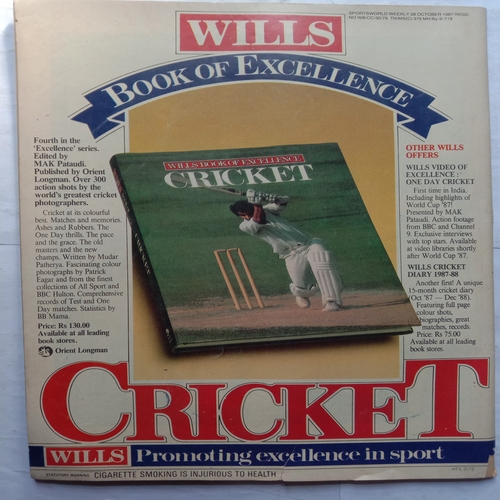 SPORTSWORLD WEEKLY 28 OCTOBER 1987
WILLS
BOOK OF EXCELLENCE
Fourth in the
'Excellence' series.
Edited by
MAK Pataudi.
Published by Orient
Longman. Over 300
action shots by the
world's greatest cricket
photographers.
Cricket at its colourful
best. Matches and memories.
Ashes and Rubbers. The
One Day thrills. The pace
and the grace. The old
masters and the new
champs. Written by Mudar
Patherya. Fascinating colour
photographs by Patrick
Eagar and from the finest
collections of All Sport and
BBC Hulton. Comprehensive
records of Test and One
Day matches. Statistics by
BB Mama.
Price: Rs 130.00
Available at all leading
book stores.
Orient Longman
WILLS BOOK OF EXCELLENCE
CRICKET
CRICKET
OTHER WILLS
OFFERS
WILLS VIDEO OF
EXCELLENCE :
ONE DAY CRICKET
First time in India.
Including highlights of
World Cup '87!
Presented by MAK
Pataudi. Action footage
from BBC and Channel
9. Exclusive interviews
with top stars. Available
at video libraries shortly
after World Cup '87.
WILLS CRICKET
DIARY 1987-88
Another first! A unique
15-month cricket diary
(Oct '87 — Dec '88).
Featuring full page
colour shots,
biographies, great
matches, records.
Price: Rs 75.00
Available at all leading
book stores.
CRICKET
WILLS Promoting excellence in sport
STATUTORY WARNING: CIGARETTE SMOKING IS INJURIOUS TO HEALTH